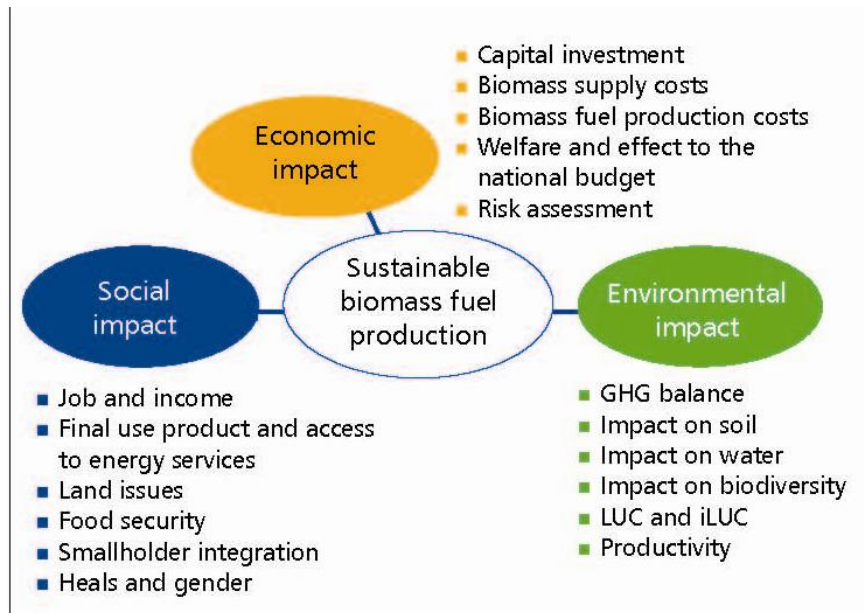 Economic
impact
▪ Capital investment
▪ Biomass supply costs
▪ Biomass fuel production costs
▪ Welfare and effect to the
national budget
▪ Risk assessment
Social
impact
Sustainable
biomass fuel
production
Environmental
impact
▪ Job and income
▪ Final use product and access
to energy services
▪ Land issues
▪ Food security
▪ Smallholder integration
▪ Heals and gender
▪ GHG balance
▪ Impact on soil
▪ Impact on water
▪ Impact on biodiversity
▪ LUC and iLUC
▪ Productivity